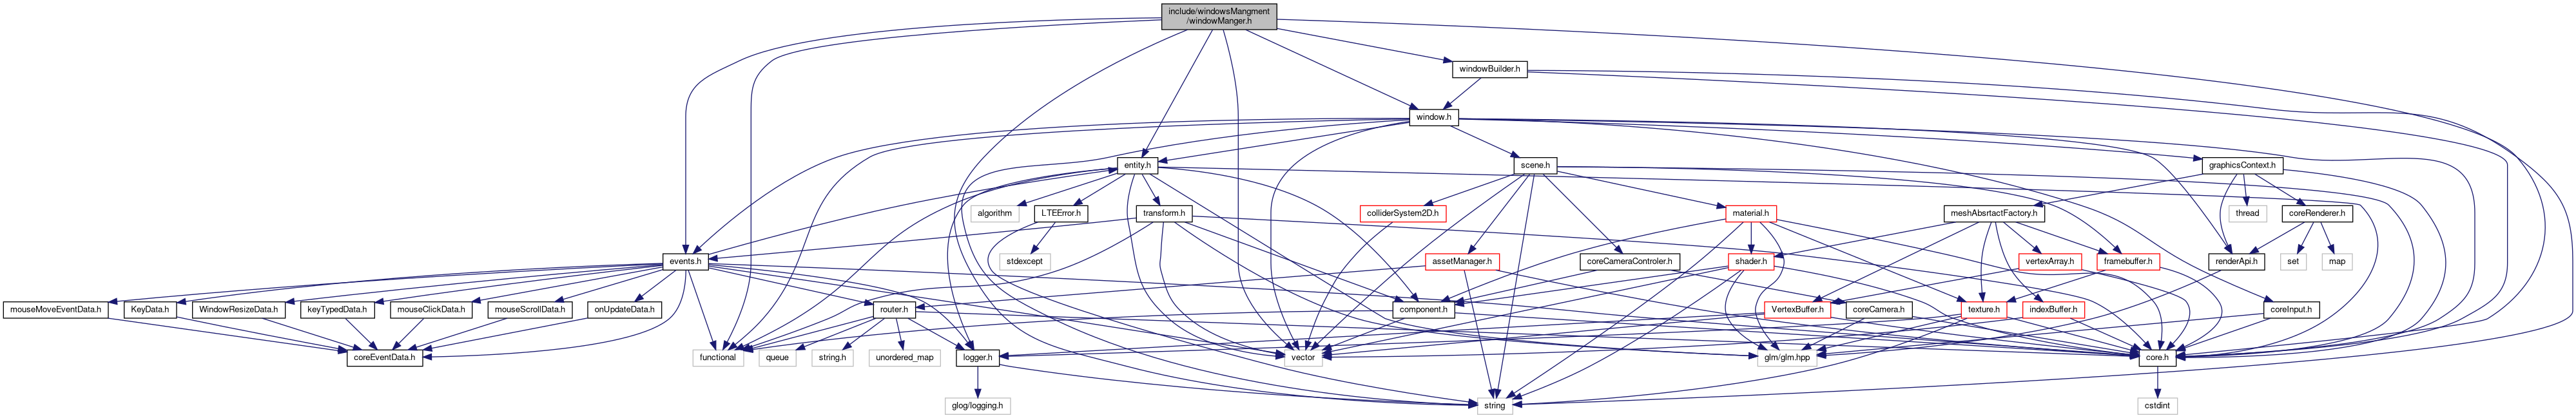 include/windowsMangment
/windowManger.h
windowBuilder.h
window.h
entity.h
scene.h
graphicsContext.h
algorithm
LTEError.h
transform.h
colliderSystem2D.h
material.h
meshAbsrtactFactory.h
thread
coreRenderer.h
events.h
stdexcept
assetManager.h
coreCameraControler.h
shader.h
vertexArray.h
framebuffer.h
renderApi.h
set
map
mouseMoveEventData.h
KeyData.h
WindowResizeData.h
keyTypedData.h
mouseClickData.h
mouseScrollData.h
onUpdateData.h
router.h
component.h
VertexBuffer.h
coreCamera.h
texture.h
indexBuffer.h
coreInput.h
coreEventData.h
functional
queue
string.h
unordered_map
logger.h
vector
glm/glm.hpp
core.h
glog/logging.h
string
cstdint